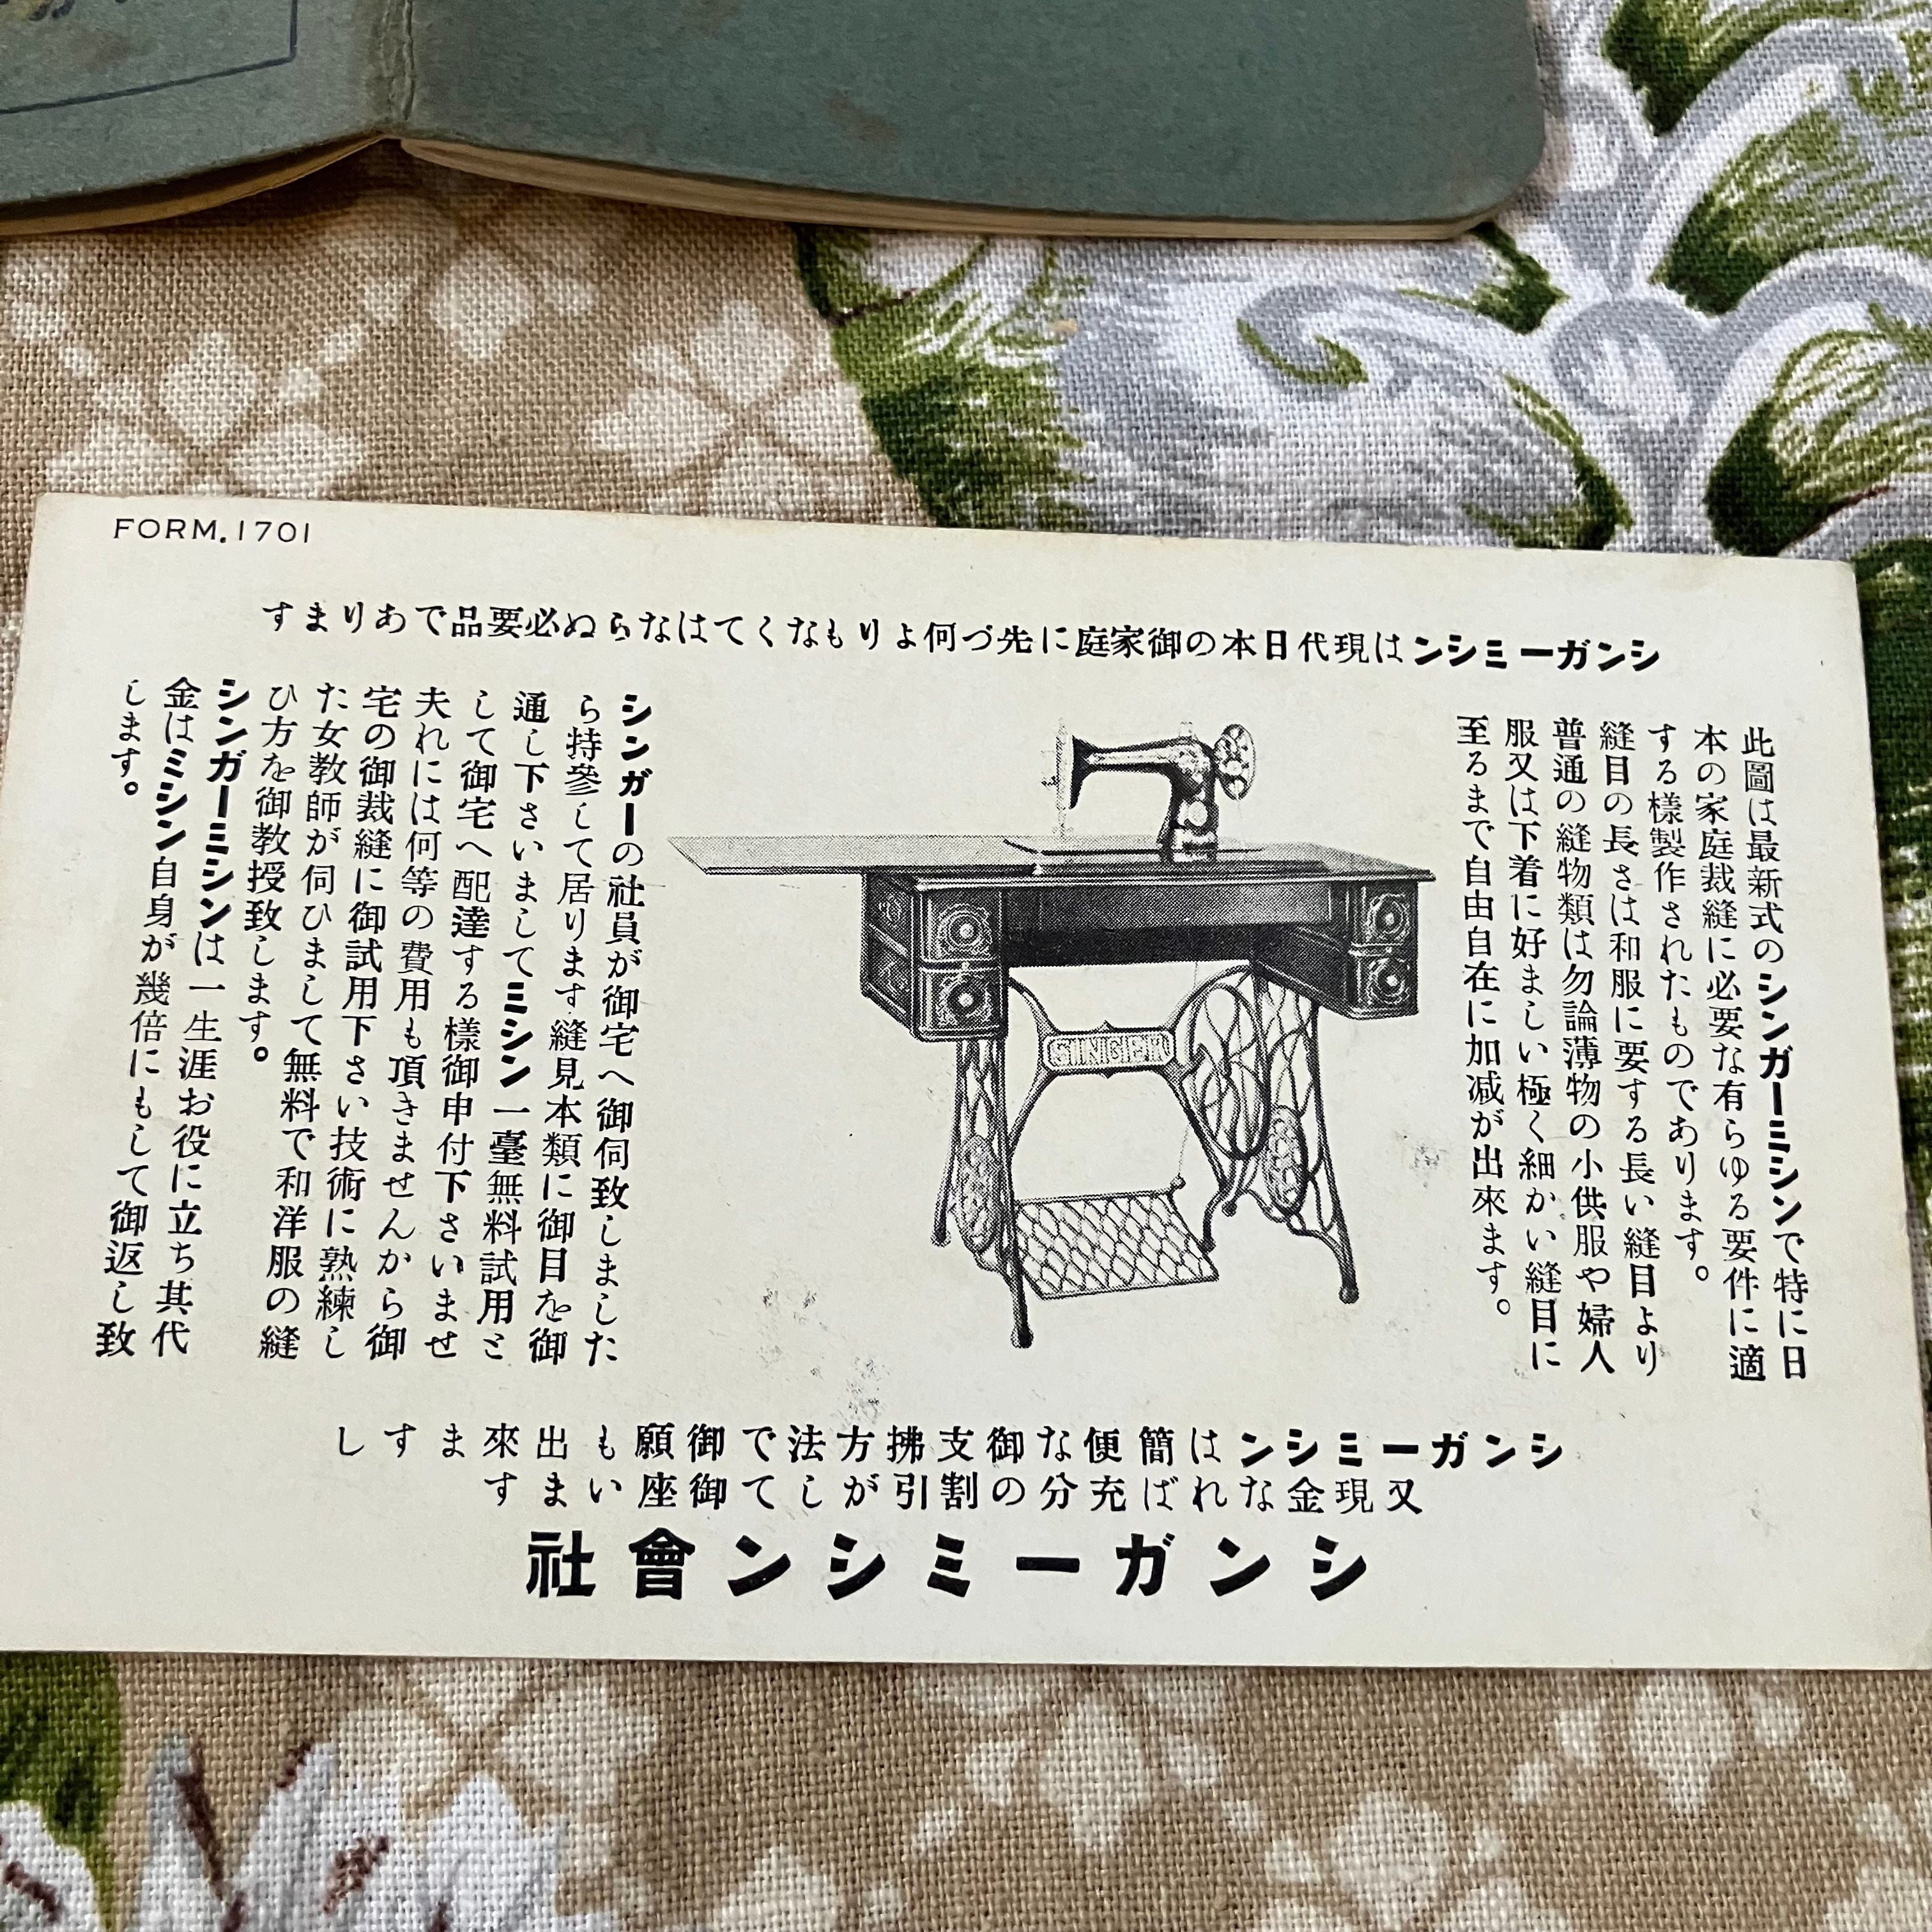 FORM. 1701
シンガーミシンは現代日本の御家庭に先づ何よりもなくてはならぬ必要品であります
此圖は最新式のシンガーミシンで特に日
本の家庭裁縫に必要な有らゆる要件に適
する樣製作されたものであります。
縫目の長さは和服に要する長い縫目より
普通の縫物類は勿論薄物の小供服や婦人
服又は下着に好ましい極く細かい縫目に
至るまで自由自在に加减が出來ます。
SINGER
シンガーの社員が御宅へ御伺致しました
ら持參して居ります縫見本類に御目を御
通し下さいましてミシン一臺無料試用と
して御宅へ配達する樣御申付下さいませ
夫れには何等の費用も頂きませんから御
宅の御裁縫に御試用下さい技術に熟練し
た女教師が伺ひまして無料で和洋服の縫
ひ方を御教授致します。
シンガーミシンは一生涯お役に立ち其代
金はミシン自身が幾倍にもして御返し致
します。
シンガーミシンは簡便な御支拂方法で御願も出來ますし
又現金なれば充分の割引がして御座います
シンガーミシン會社